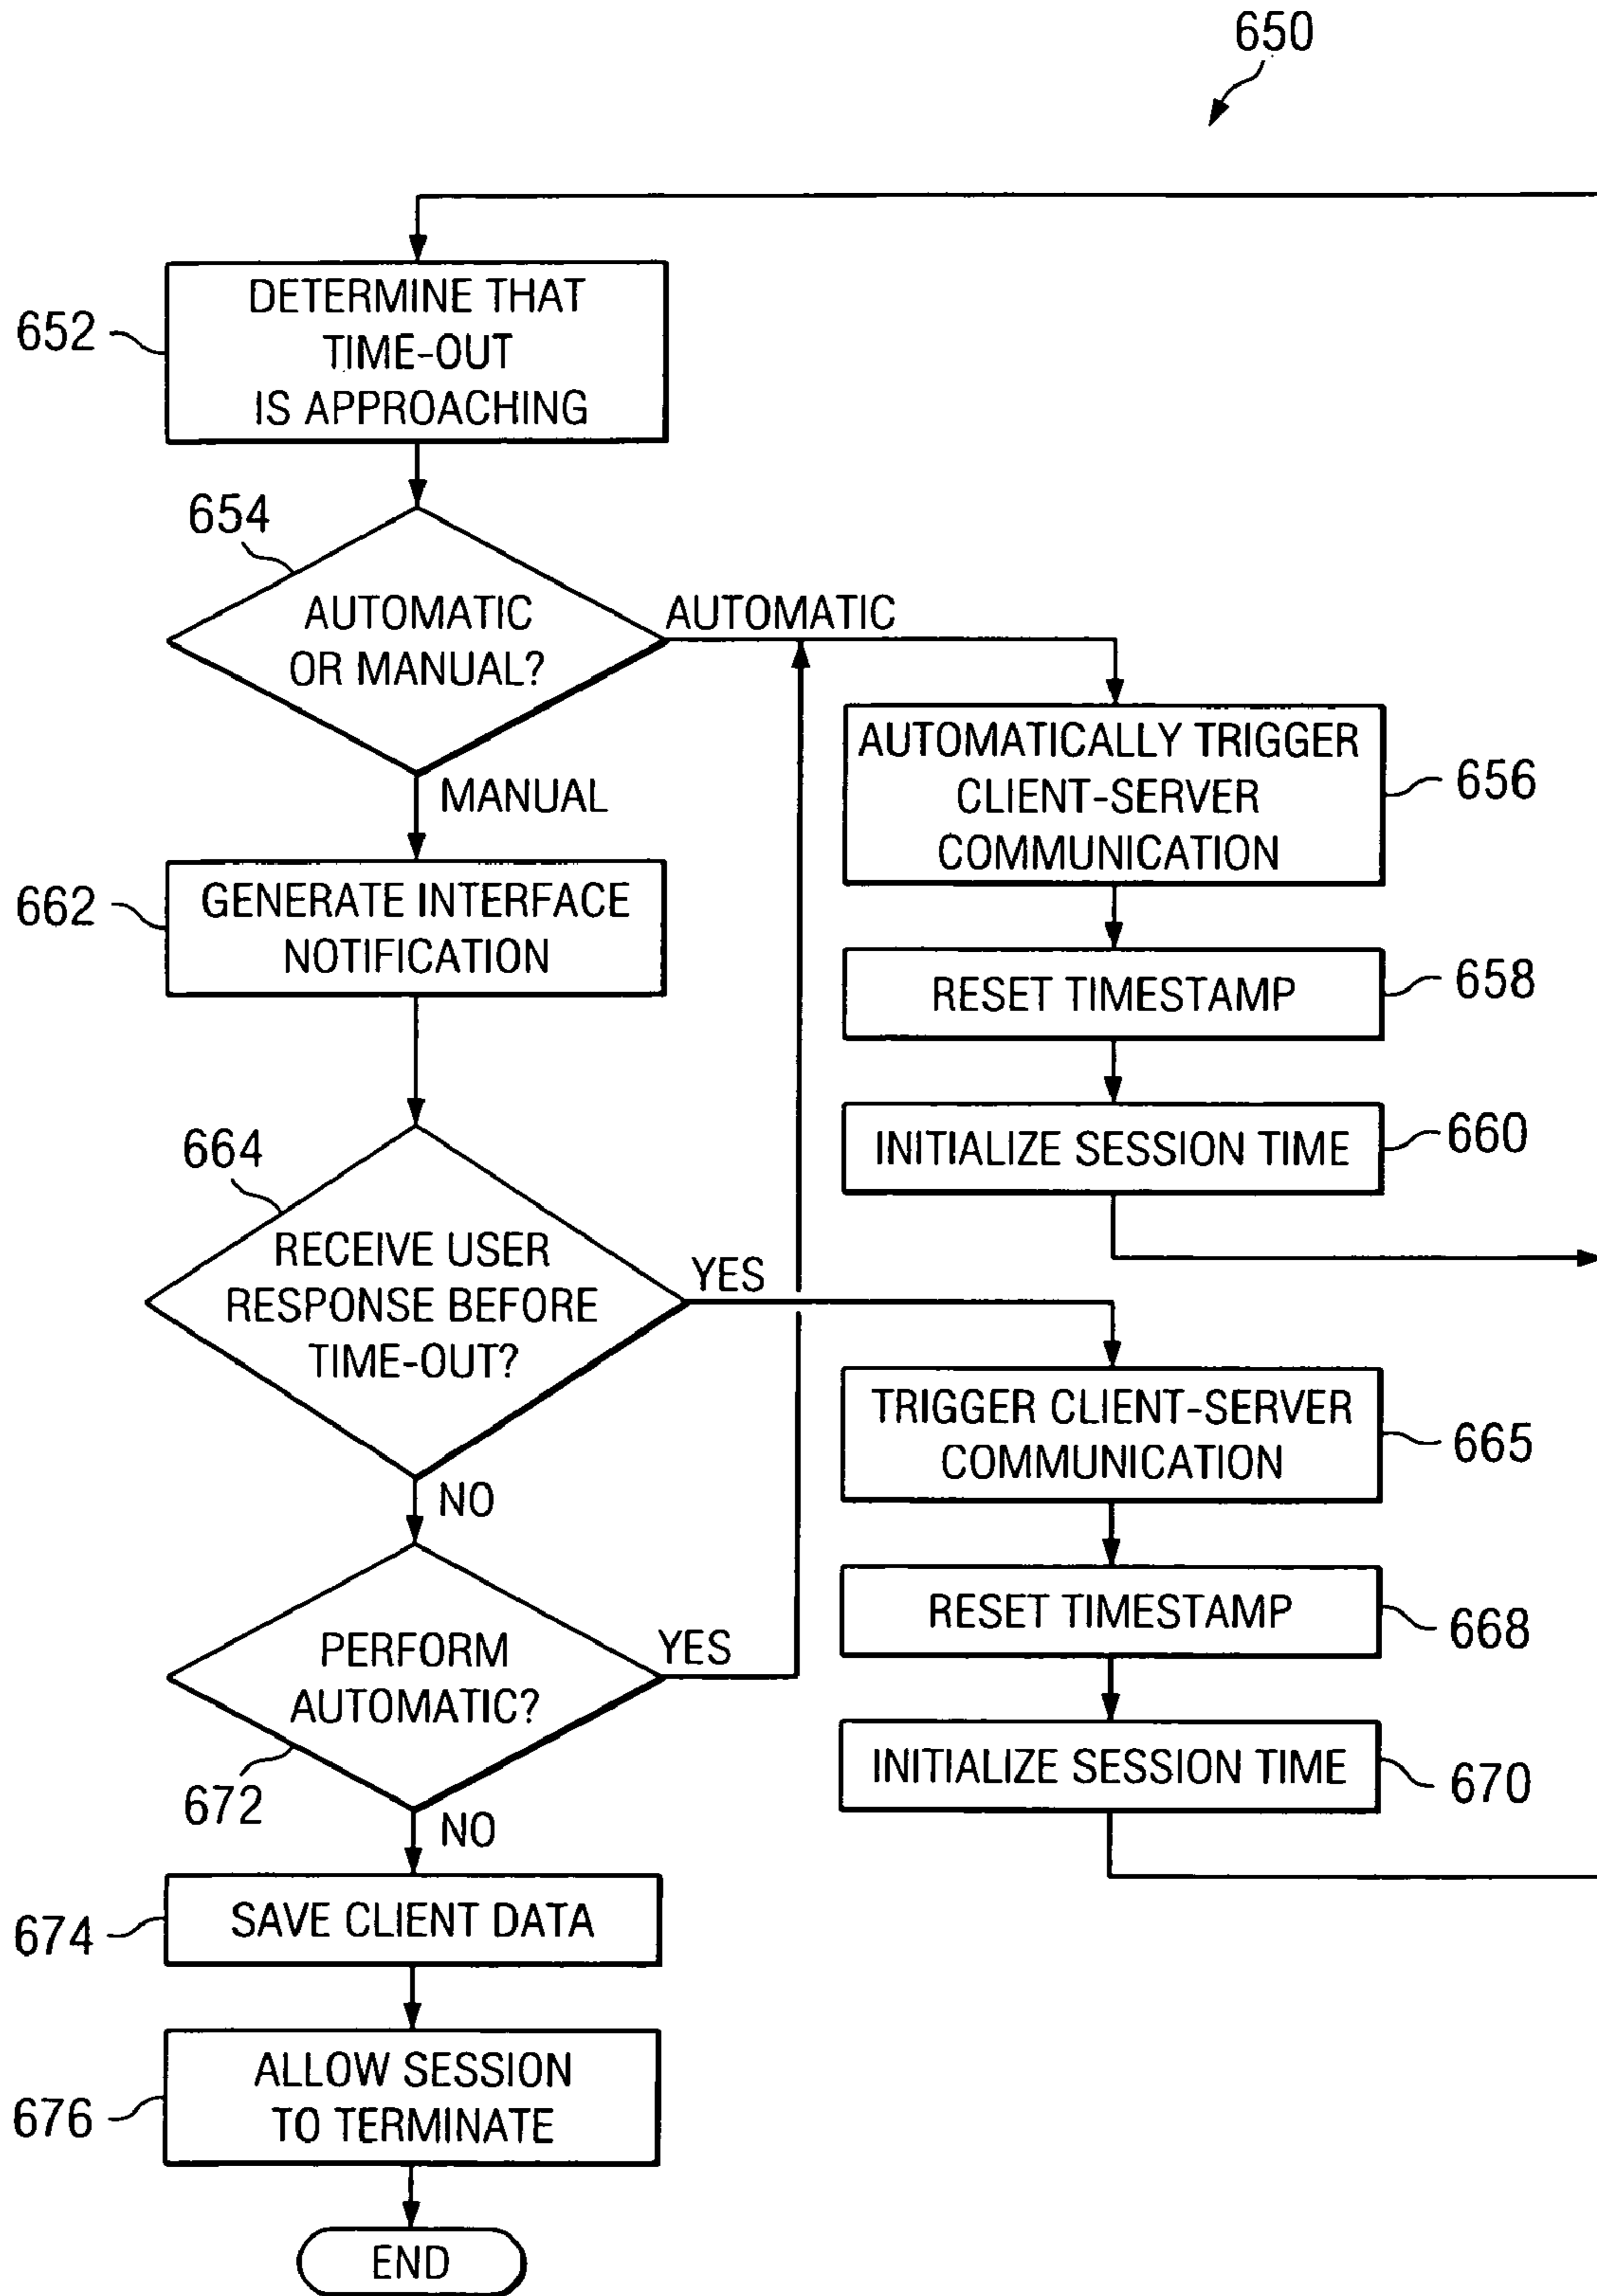 650
652
DETERMINE THAT
TIME-OUT
IS APPROACHING
654
AUTOMATIC
OR MANUAL?
AUTOMATIC
MANUAL
656
AUTOMATICALLY TRIGGER
CLIENT-SERVER
COMMUNICATION
658
RESET TIMESTAMP
660
INITIALIZE SESSION TIME
662
GENERATE INTERFACE
NOTIFICATION
664
RECEIVE USER
RESPONSE BEFORE
TIME-OUT?
YES
NO
665
TRIGGER CLIENT-SERVER
COMMUNICATION
668
RESET TIMESTAMP
670
INITIALIZE SESSION TIME
PERFORM
AUTOMATIC?
672
YES
NO
674
SAVE CLIENT DATA
676
ALLOW SESSION
TO TERMINATE
END